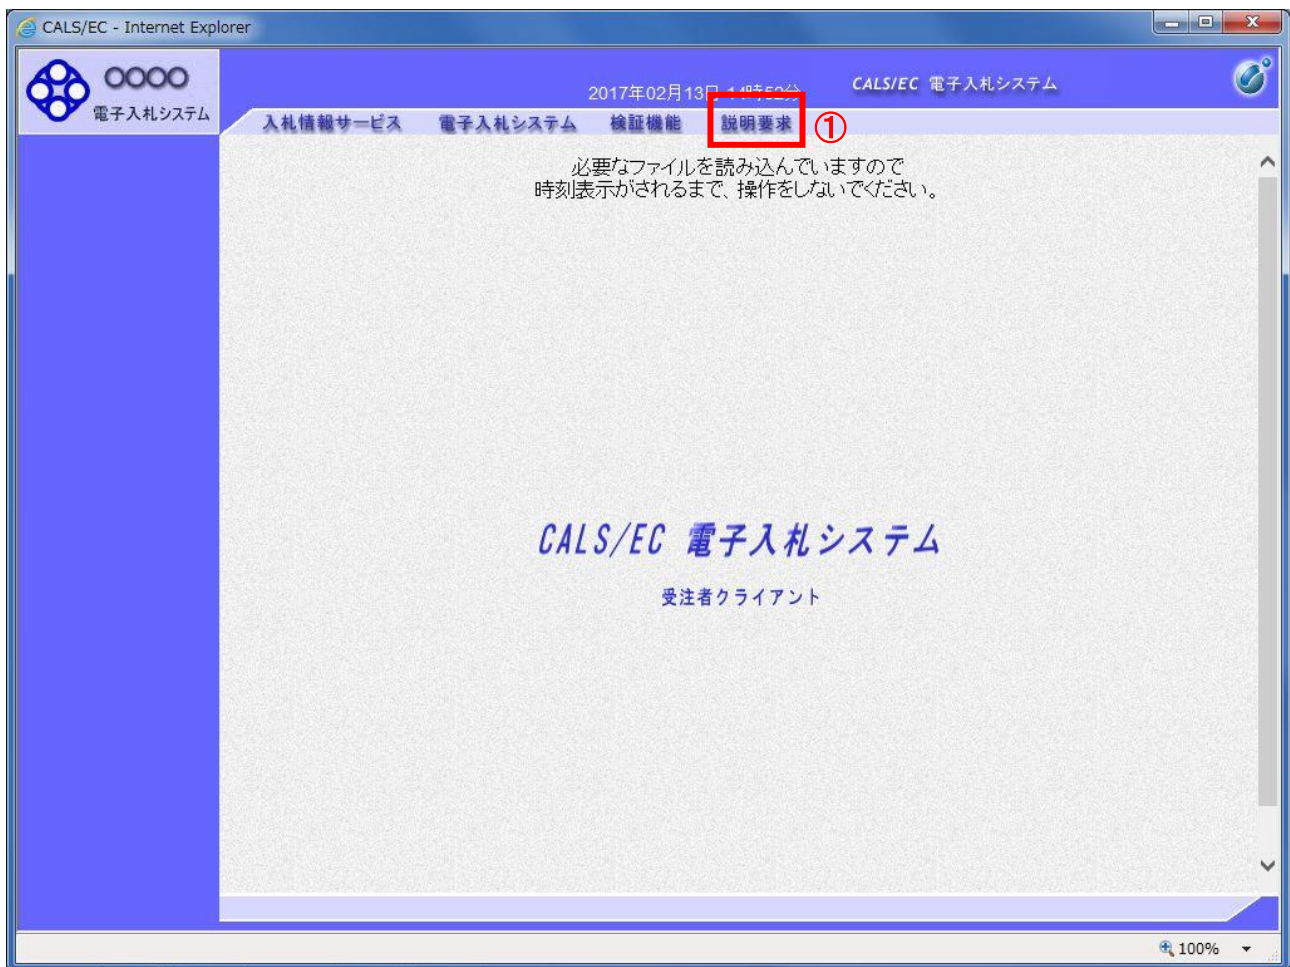 CALS/EC - Internet Explorer
○○○○
電子入札システム
2017年02月13日 14時52分
CALS/EC 電子入札システム
入札情報サービス 電子入札システム 検証機能 説明要求 ①
必要なファイルを読み込んでいますので
時刻表示がされるまで、操作をしないでください。
CALS/EC 電子入札システム
受注者クライアント
100%